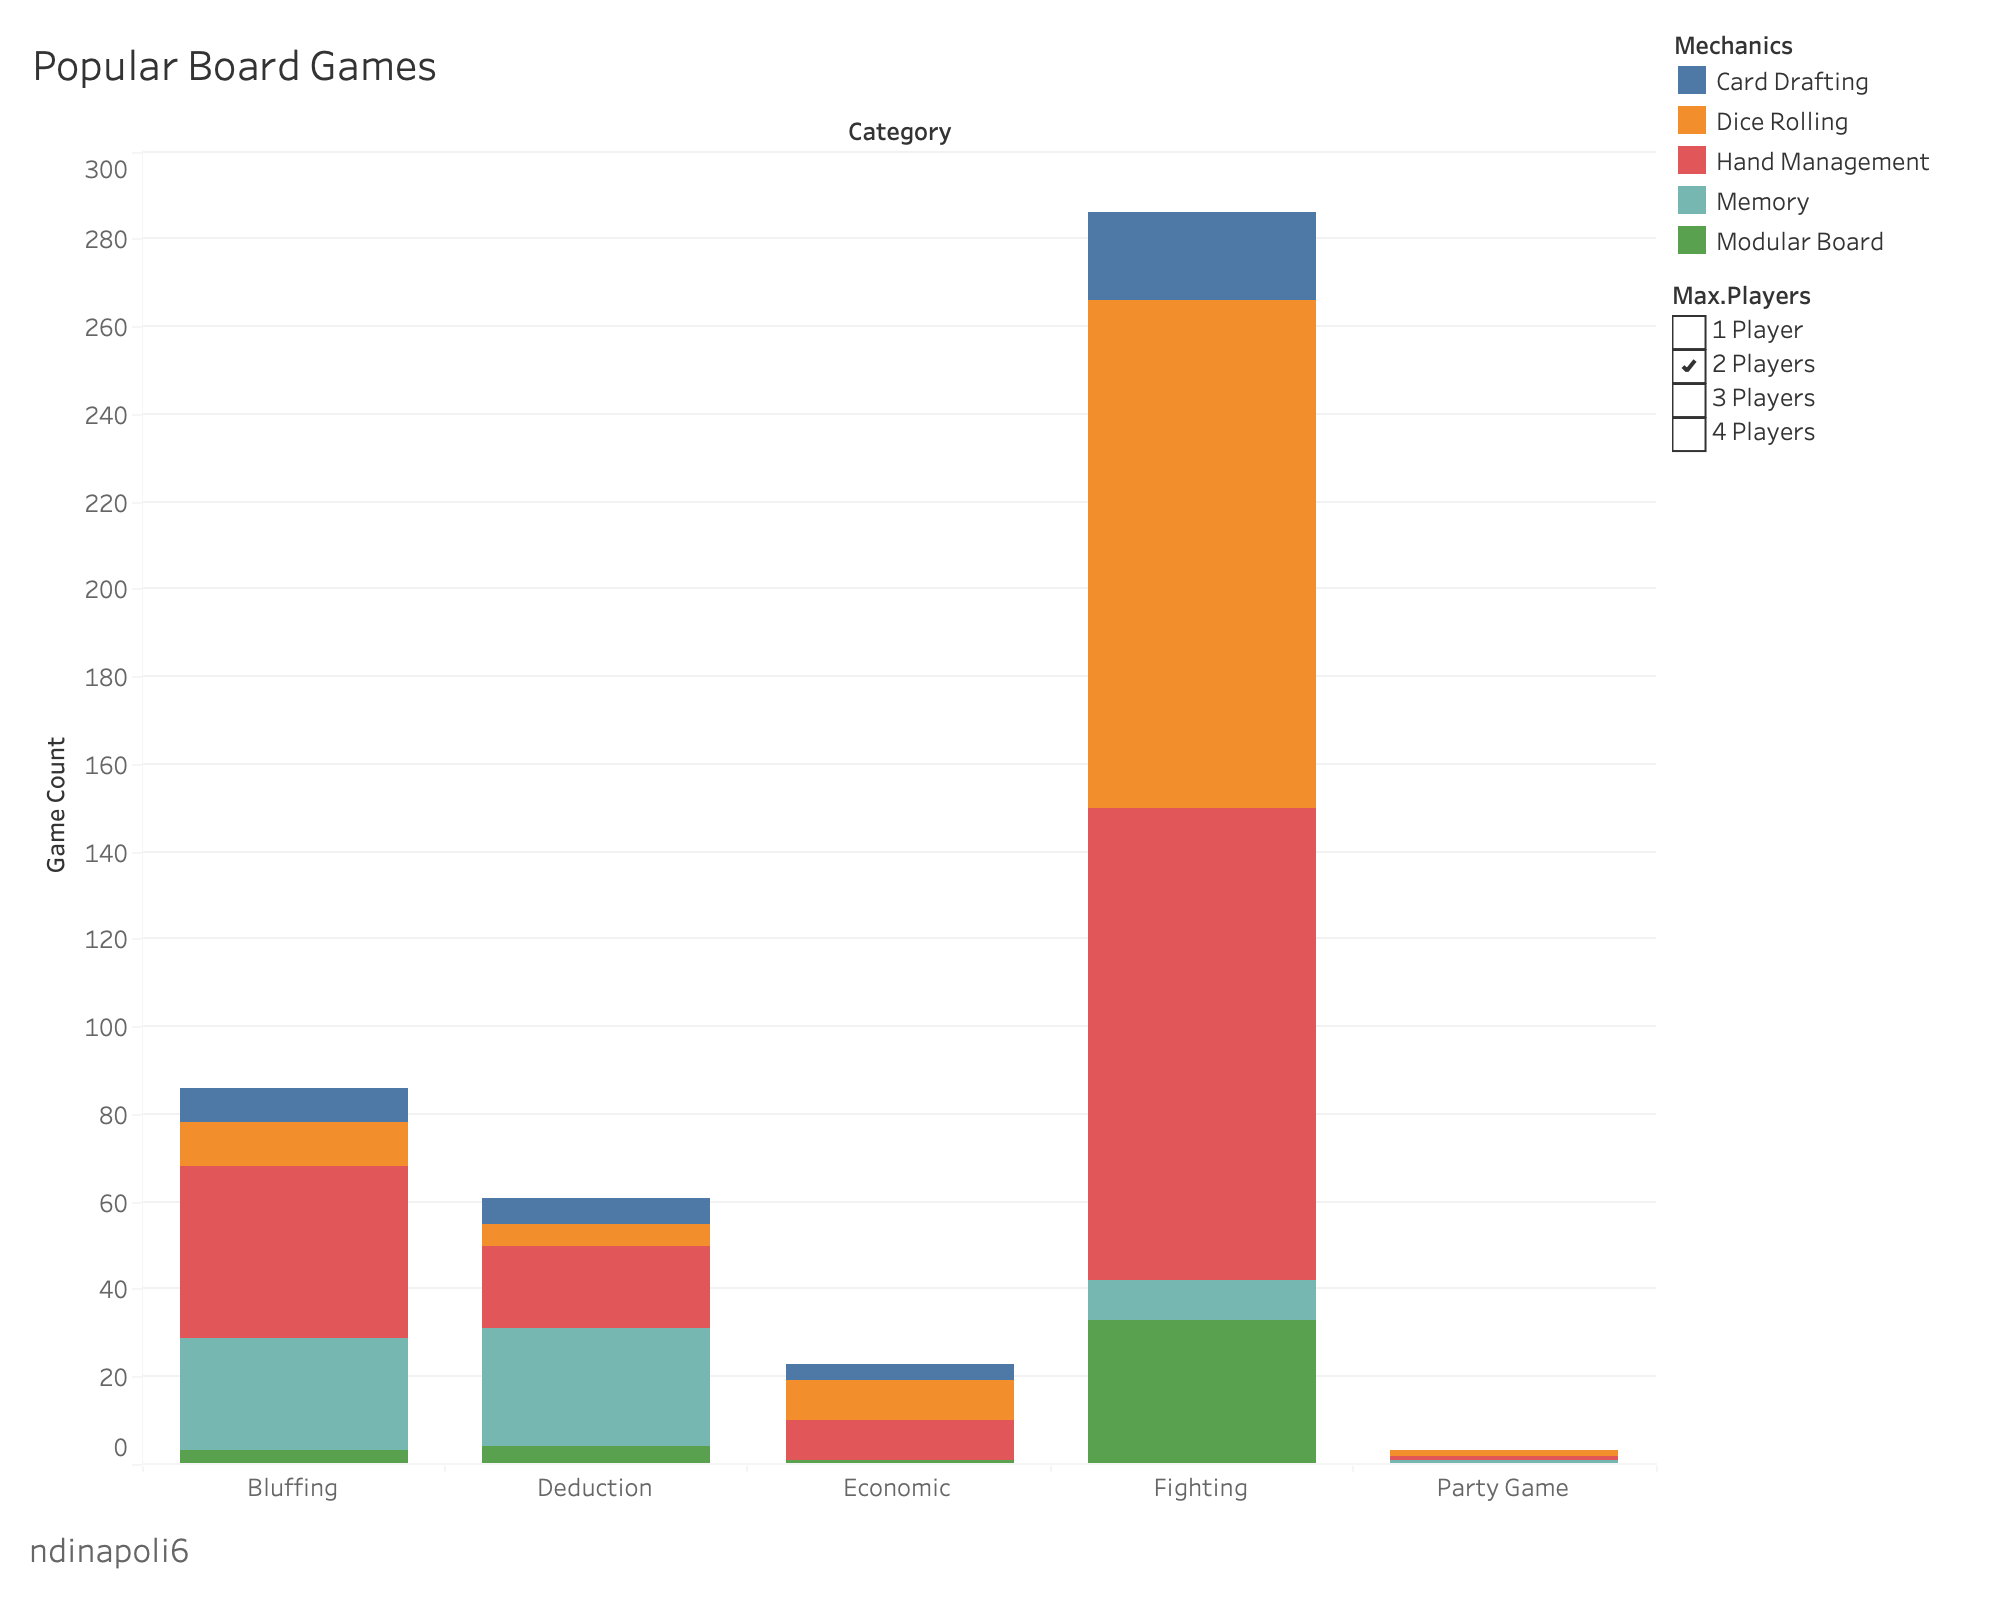 Popular Board Games
Category
300
280
260
240
220
200
180
160
140
120
100
80
60
40
20
0
Game Count
Bluffing
Deduction
Economic
Fighting
Party Game
Mechanics
Card Drafting
Dice Rolling
Hand Management
Memory
Modular Board
Max.Players
1 Player
2 Players
3 Players
4 Players
ndinapoli6